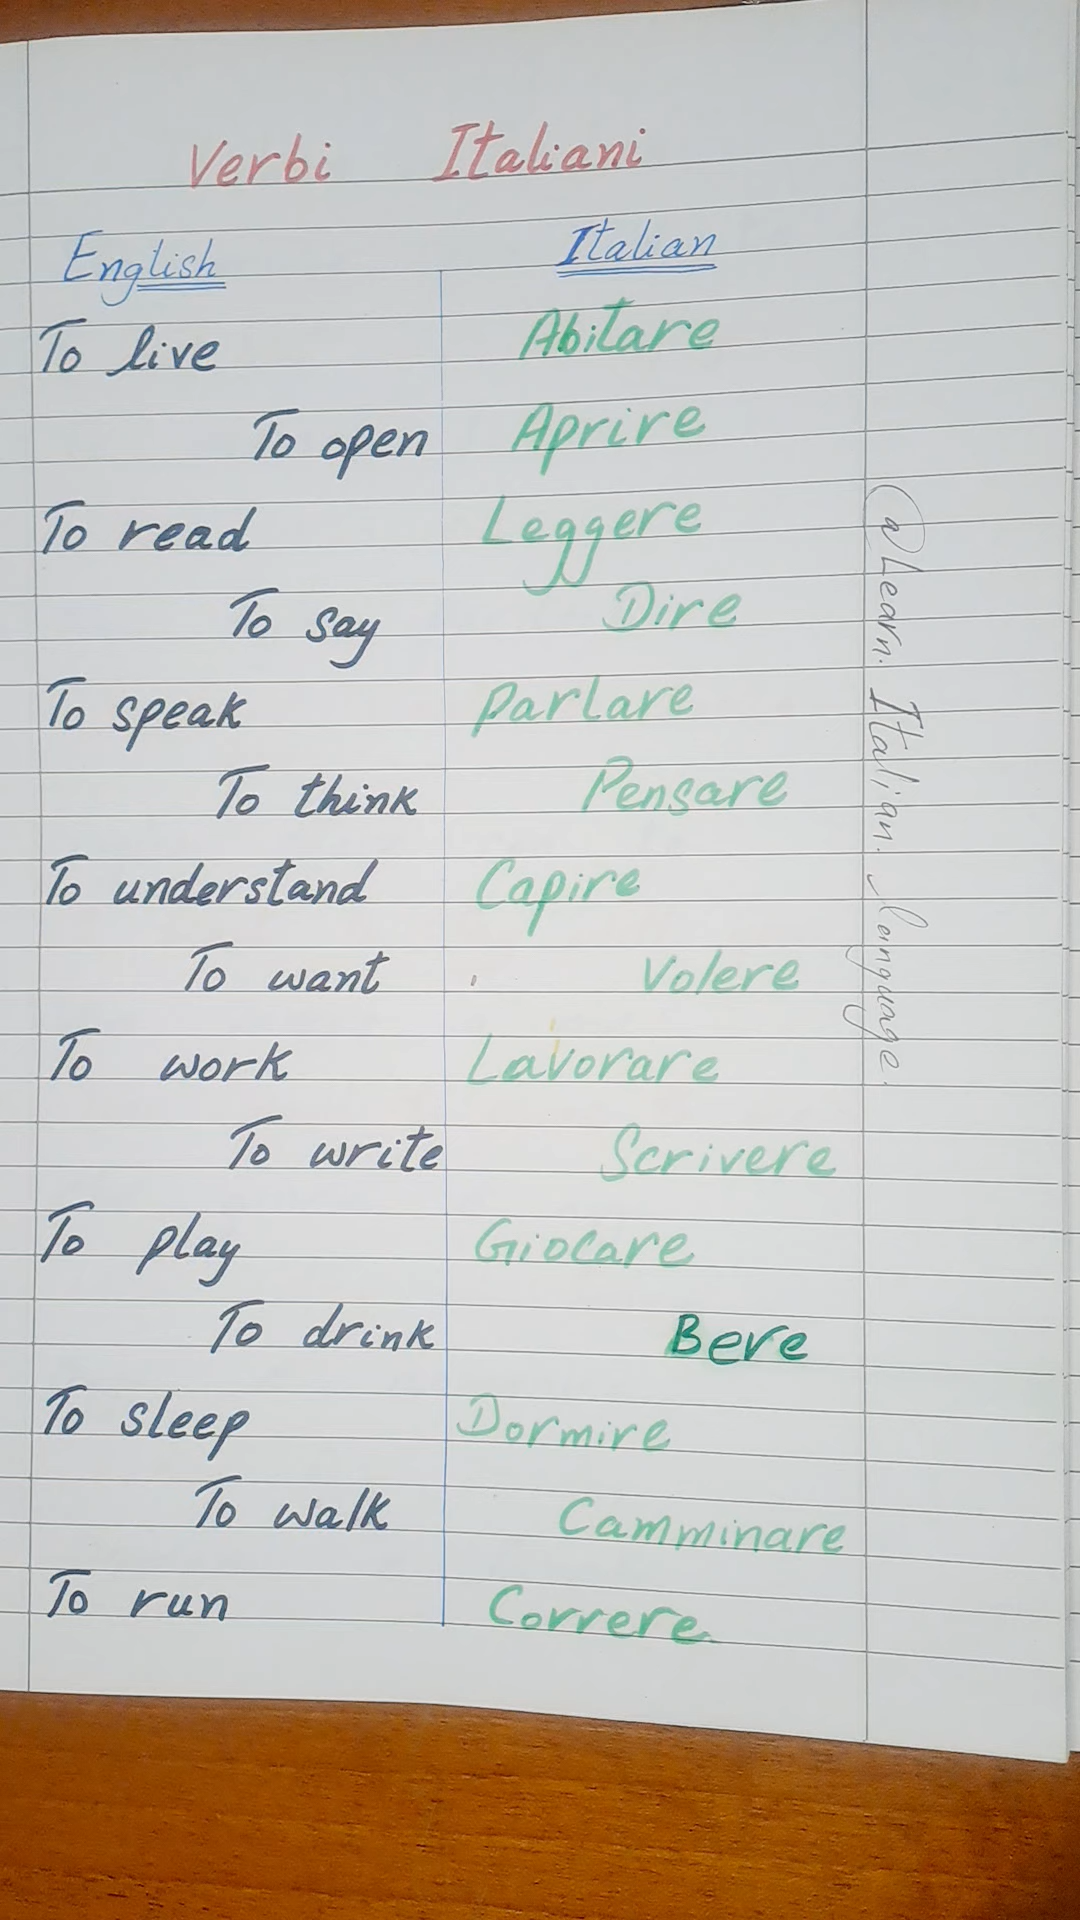 Verbi Italiani
English Italian
To live Abitare
To open Aprire
To read Leggere
To say Dire
To speak Parlare
To think Pensare
To understand Capire
To want Volere
To work Lavorare
To write Scrivere
To play Giocare
To drink Bere
To sleep Dormire
To walk Camminare
To run Correre
@Learn.Italian.language.